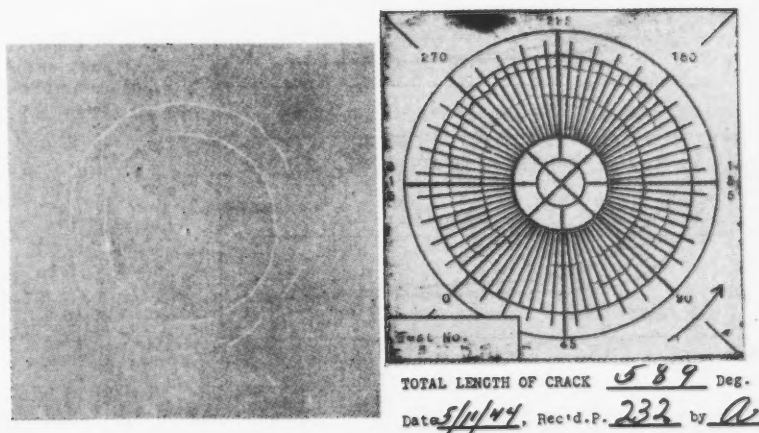 270 180
0 90
45
Test No.
TOTAL LENGTH OF CRACK 589 Deg.
Date 5/11/44, Rec'd.P. 232 by